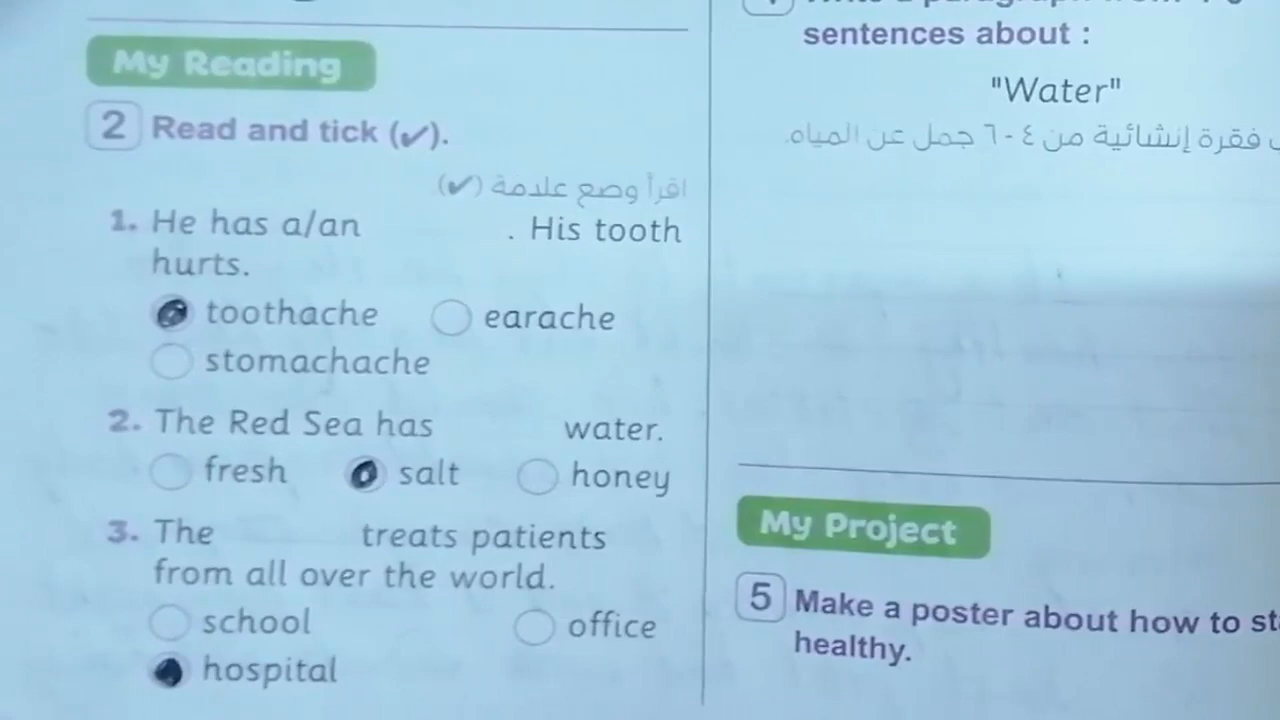 My Reading
2 Read and tick (✔).
اقرأ وضع علامة (✔)
1. He has a/an . His tooth
hurts.
toothache earache
stomachache
2. The Red Sea has water.
fresh salt honey
3. The treats patients
from all over the world.
school office
hospital
sentences about :
"Water"
فقرة إنشائية من ٤ - ٦ جمل عن المياه.
My Project
5 Make a poster about how to
healthy.